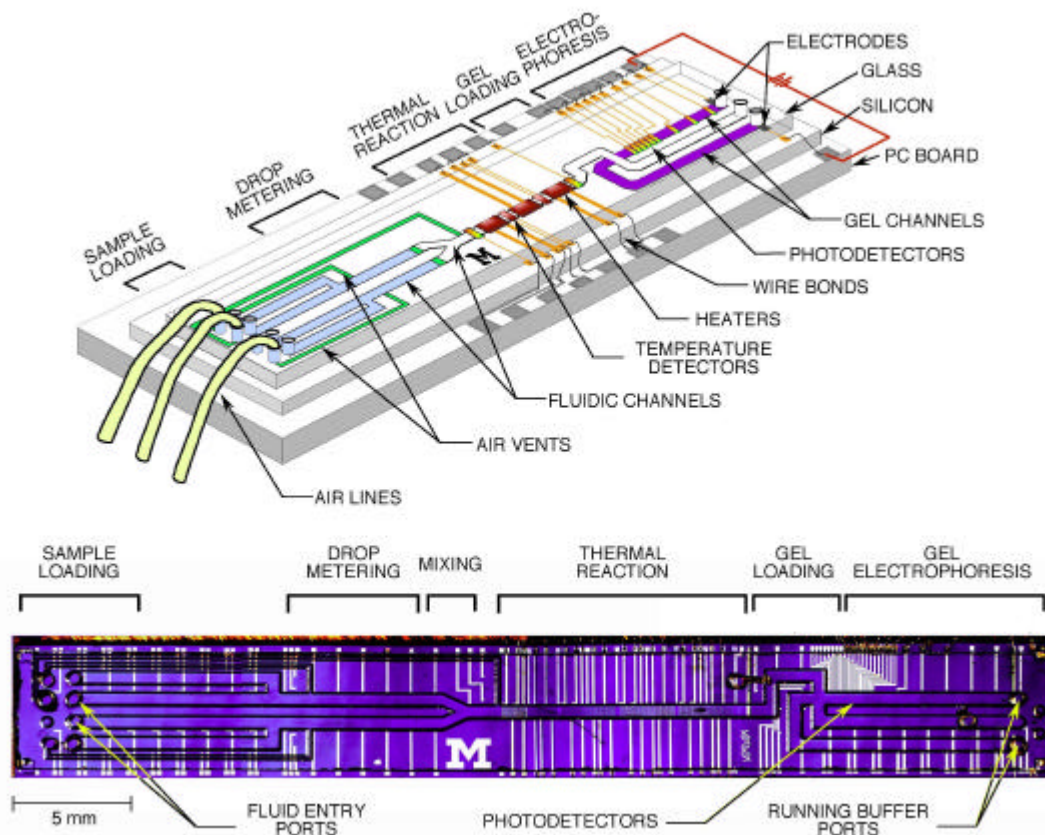 SAMPLE
LOADING
DROP
METERING
THERMAL
REACTION
GEL
LOADING
ELECTRO-
PHORESIS
ELECTRODES
GLASS
SILICON
PC BOARD
GEL CHANNELS
PHOTODETECTORS
WIRE BONDS
HEATERS
TEMPERATURE
DETECTORS
FLUIDIC CHANNELS
AIR VENTS
AIR LINES
M
SAMPLE
LOADING
DROP
METERING
MIXING
THERMAL
REACTION
GEL
LOADING
GEL
ELECTROPHORESIS
M
5 mm
FLUID ENTRY
PORTS
PHOTODETECTORS
RUNNING BUFFER
PORTS